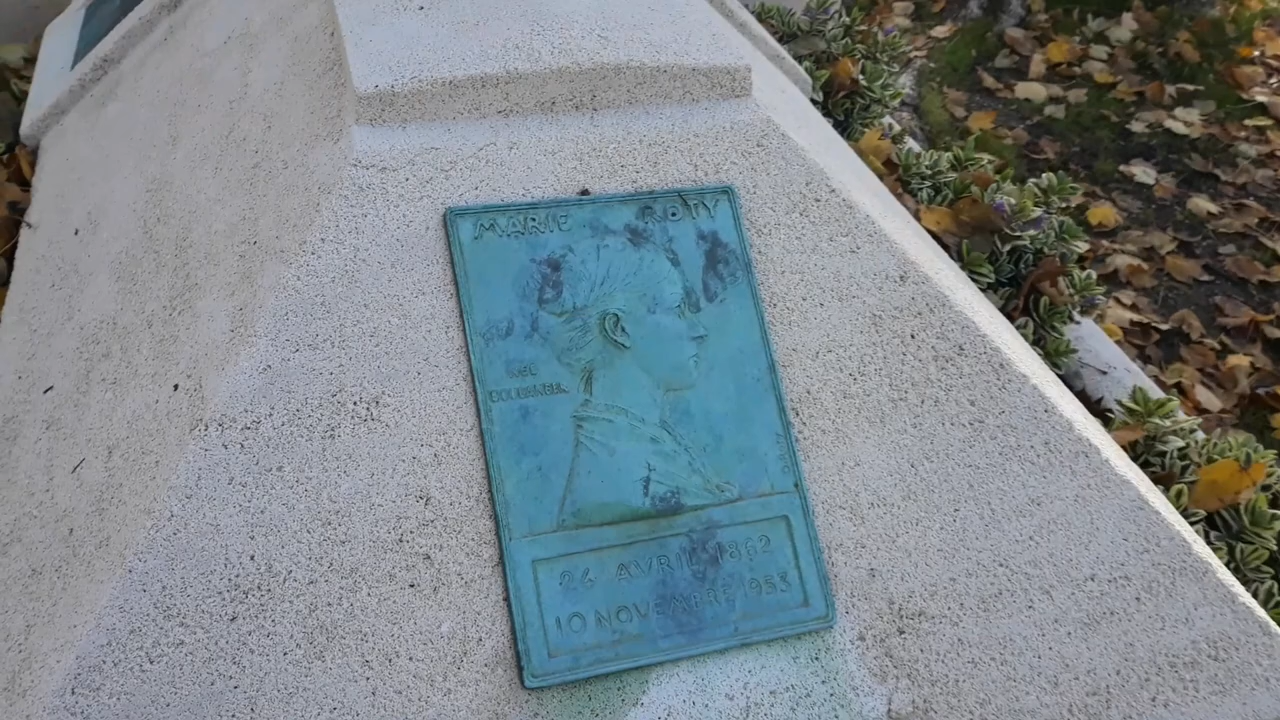 MARIE ROTY
NÉE
BOULANGER
24 AVRIL 1862
10 NOVEMBRE 1953